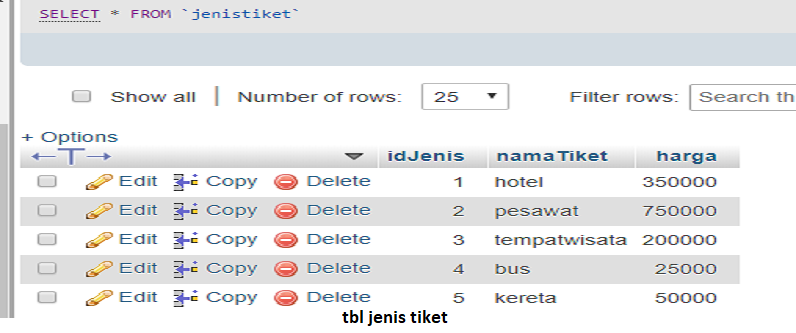 SELECT * FROM `jenistiket`
Show all | Number of rows: 25 Filter rows: Search th
+ Options
←T→ idJenis namaTiket harga
Edit Copy Delete 1 hotel 350000
Edit Copy Delete 2 pesawat 750000
Edit Copy Delete 3 tempatwisata 200000
Edit Copy Delete 4 bus 25000
Edit Copy Delete 5 kereta 50000
tbl jenis tiket